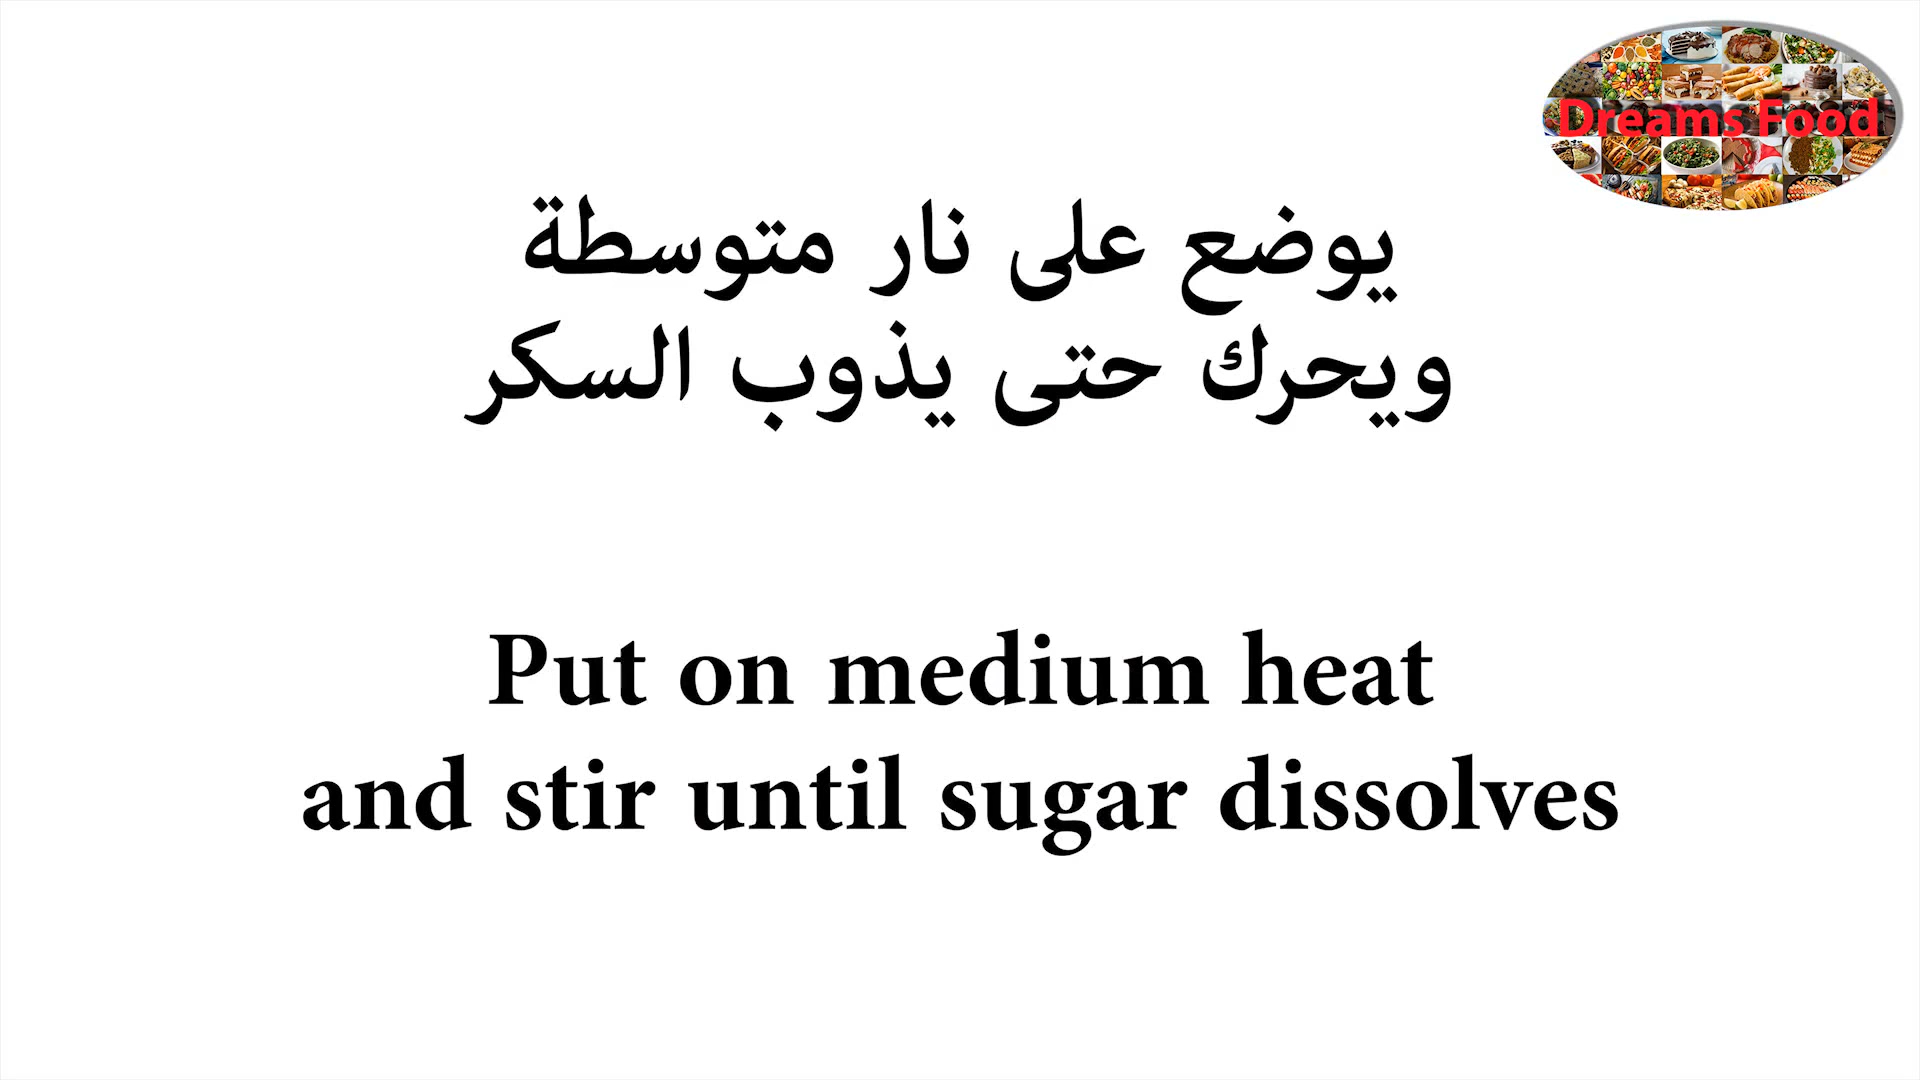 Dreams Food
يوضع على نار متوسطة
ويحرك حتى يذوب السكر
Put on medium heat
and stir until sugar dissolves